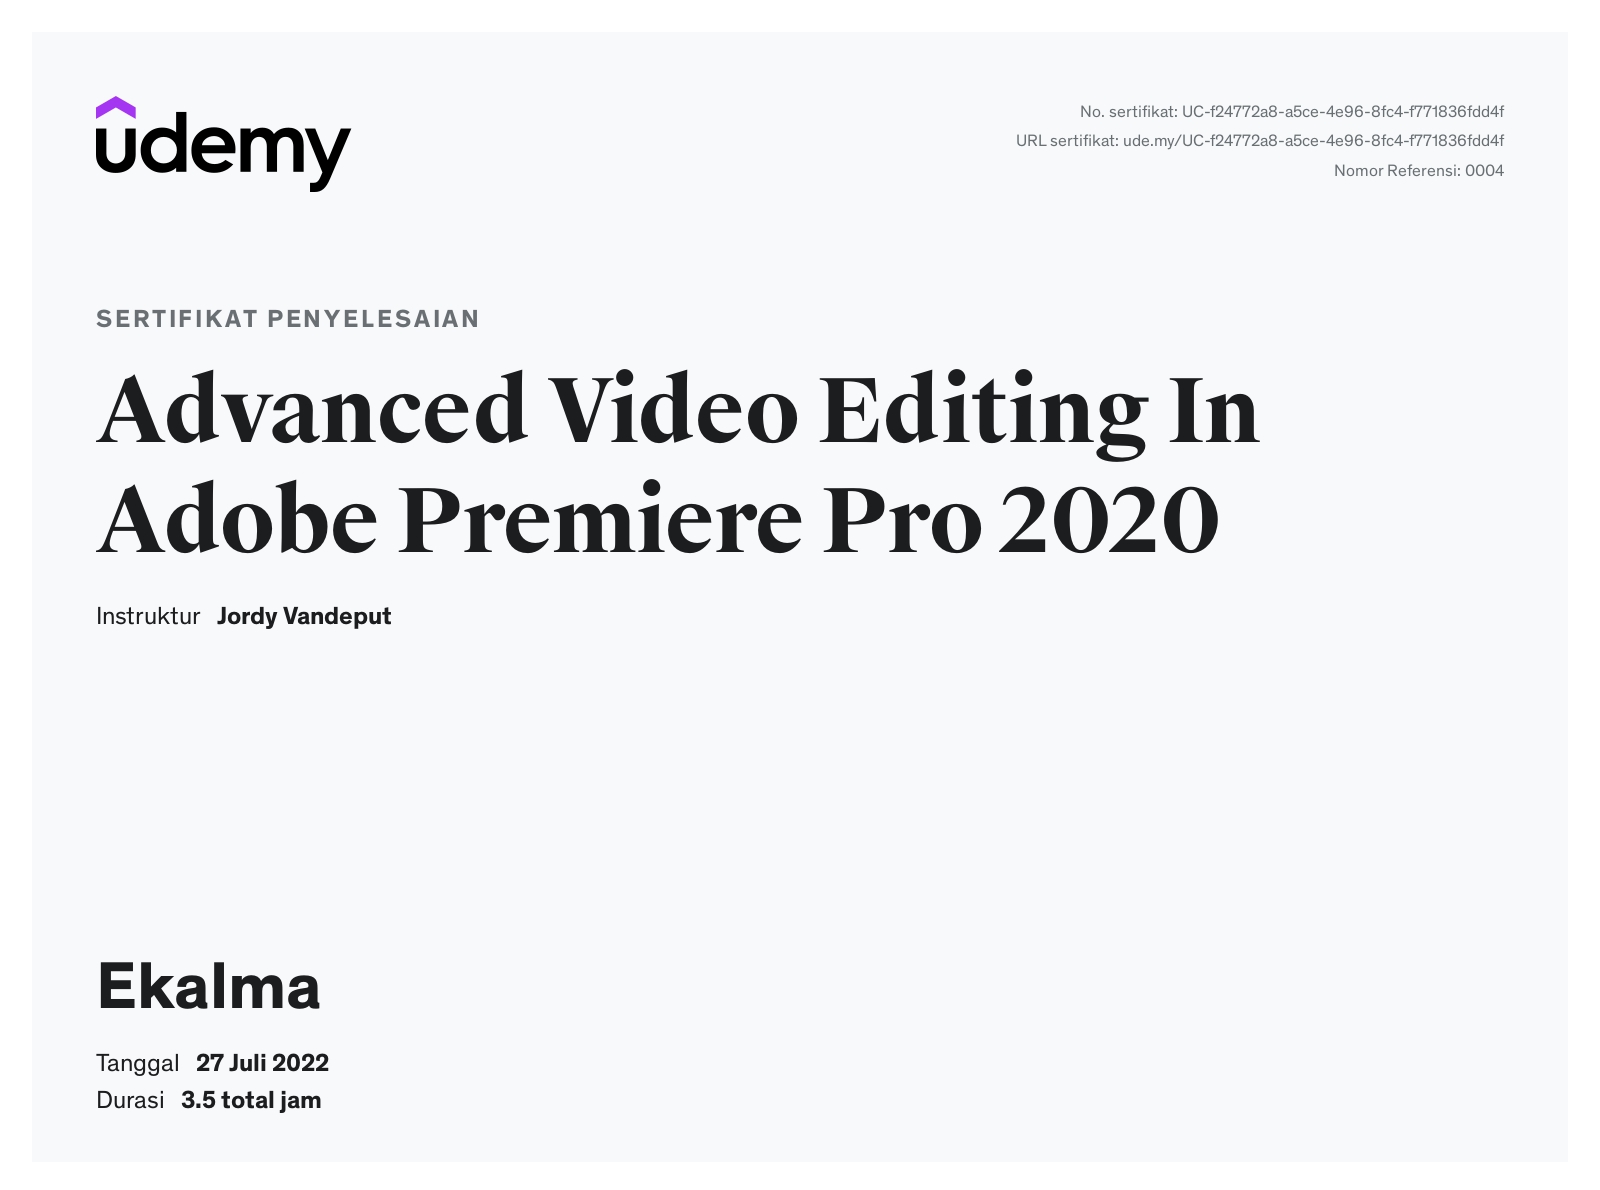 udemy
No. sertifikat: UC-f24772a8-a5ce-4e96-8fc4-f771836fdd4f
URL sertifikat: ude.my/UC-f24772a8-a5ce-4e96-8fc4-f771836fdd4f
Nomor Referensi: 0004
SERTIFIKAT PENYELESAIAN
Advanced Video Editing In
Adobe Premiere Pro 2020
Instruktur Jordy Vandeput
Ekalma
Tanggal 27 Juli 2022
Durasi 3.5 total jam